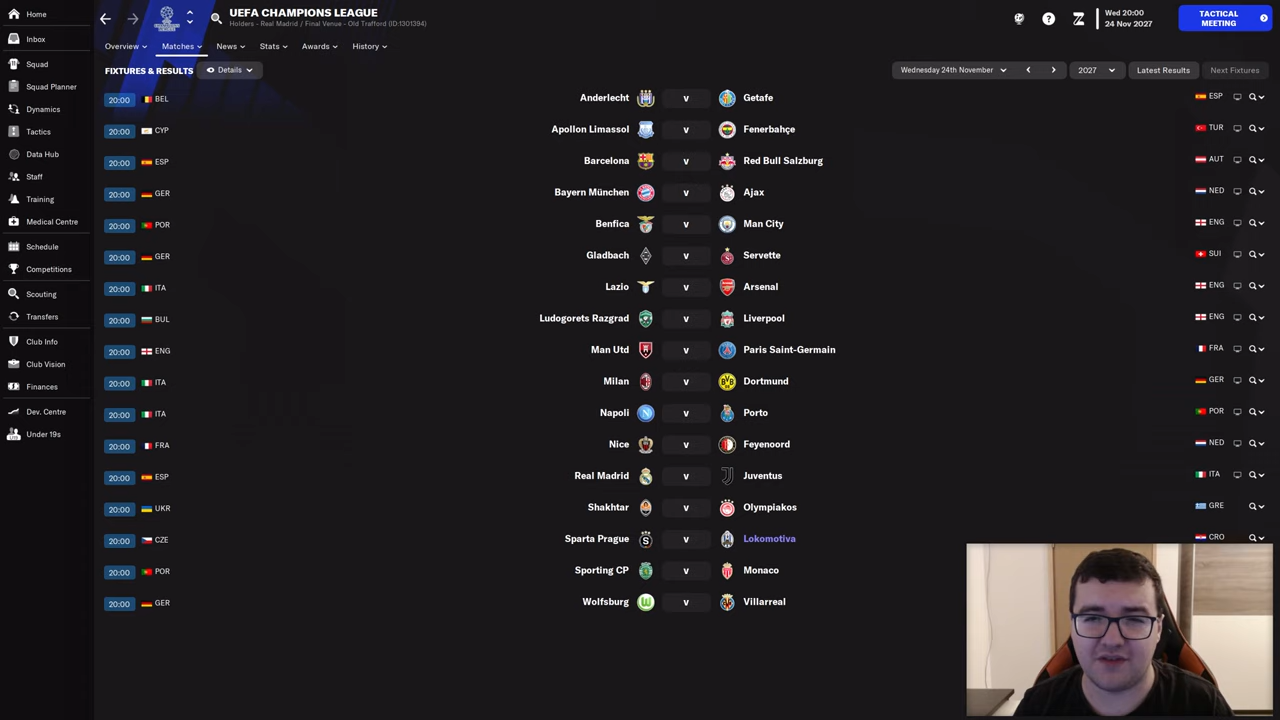 Home
UEFA CHAMPIONS LEAGUE
Holders - Real Madrid / Final Venue - Old Trafford (ID:1301394)
Wed 20:00
24 Nov 2027
TACTICAL
MEETING
Inbox
Overview Matches News Stats Awards History
Squad
FIXTURES & RESULTS Details Wednesday 24th November 2027 Latest Results Next Fixtures
Squad Planner
Dynamics
Tactics
Data Hub
Staff
Training
Medical Centre
Schedule
Competitions
Scouting
Transfers
Club Info
Club Vision
Finances
Dev. Centre
Under 19s
20:00 BEL Anderlecht v Getafe ESP
20:00 CYP Apollon Limassol v Fenerbahçe TUR
20:00 ESP Barcelona v Red Bull Salzburg AUT
20:00 GER Bayern München v Ajax NED
20:00 POR Benfica v Man City ENG
20:00 GER Gladbach v Servette SUI
20:00 ITA Lazio v Arsenal ENG
20:00 BUL Ludogorets Razgrad v Liverpool ENG
20:00 ENG Man Utd v Paris Saint-Germain FRA
20:00 ITA Milan v Dortmund GER
20:00 ITA Napoli v Porto POR
20:00 FRA Nice v Feyenoord NED
20:00 ESP Real Madrid v Juventus ITA
20:00 UKR Shakhtar v Olympiakos GRE
20:00 CZE Sparta Prague v Lokomotiva CRO
20:00 POR Sporting CP v Monaco
20:00 GER Wolfsburg v Villarreal